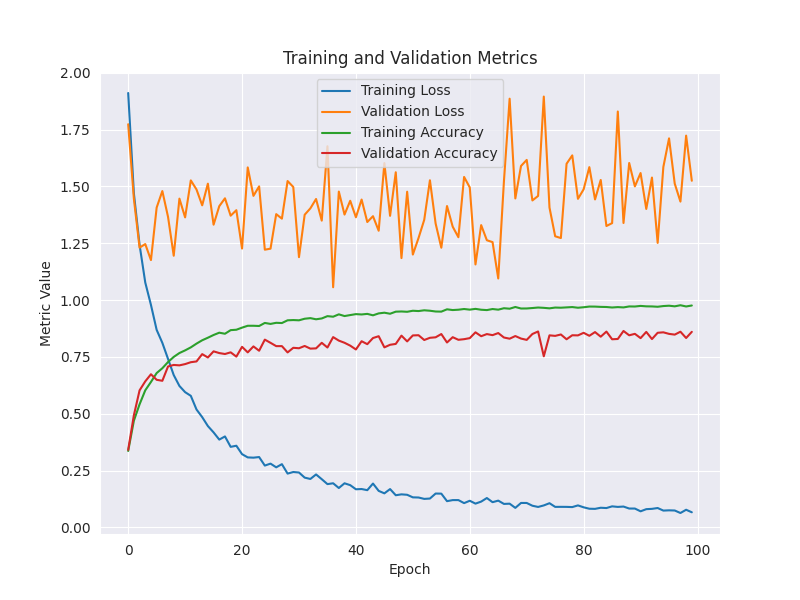 Training and Validation Metrics
Training Loss
Validation Loss
Training Accuracy
Validation Accuracy
2.00
1.75
1.50
1.25
1.00
0.75
0.50
0.25
0.00
Metric Value
0 20 40 60 80 100
Epoch